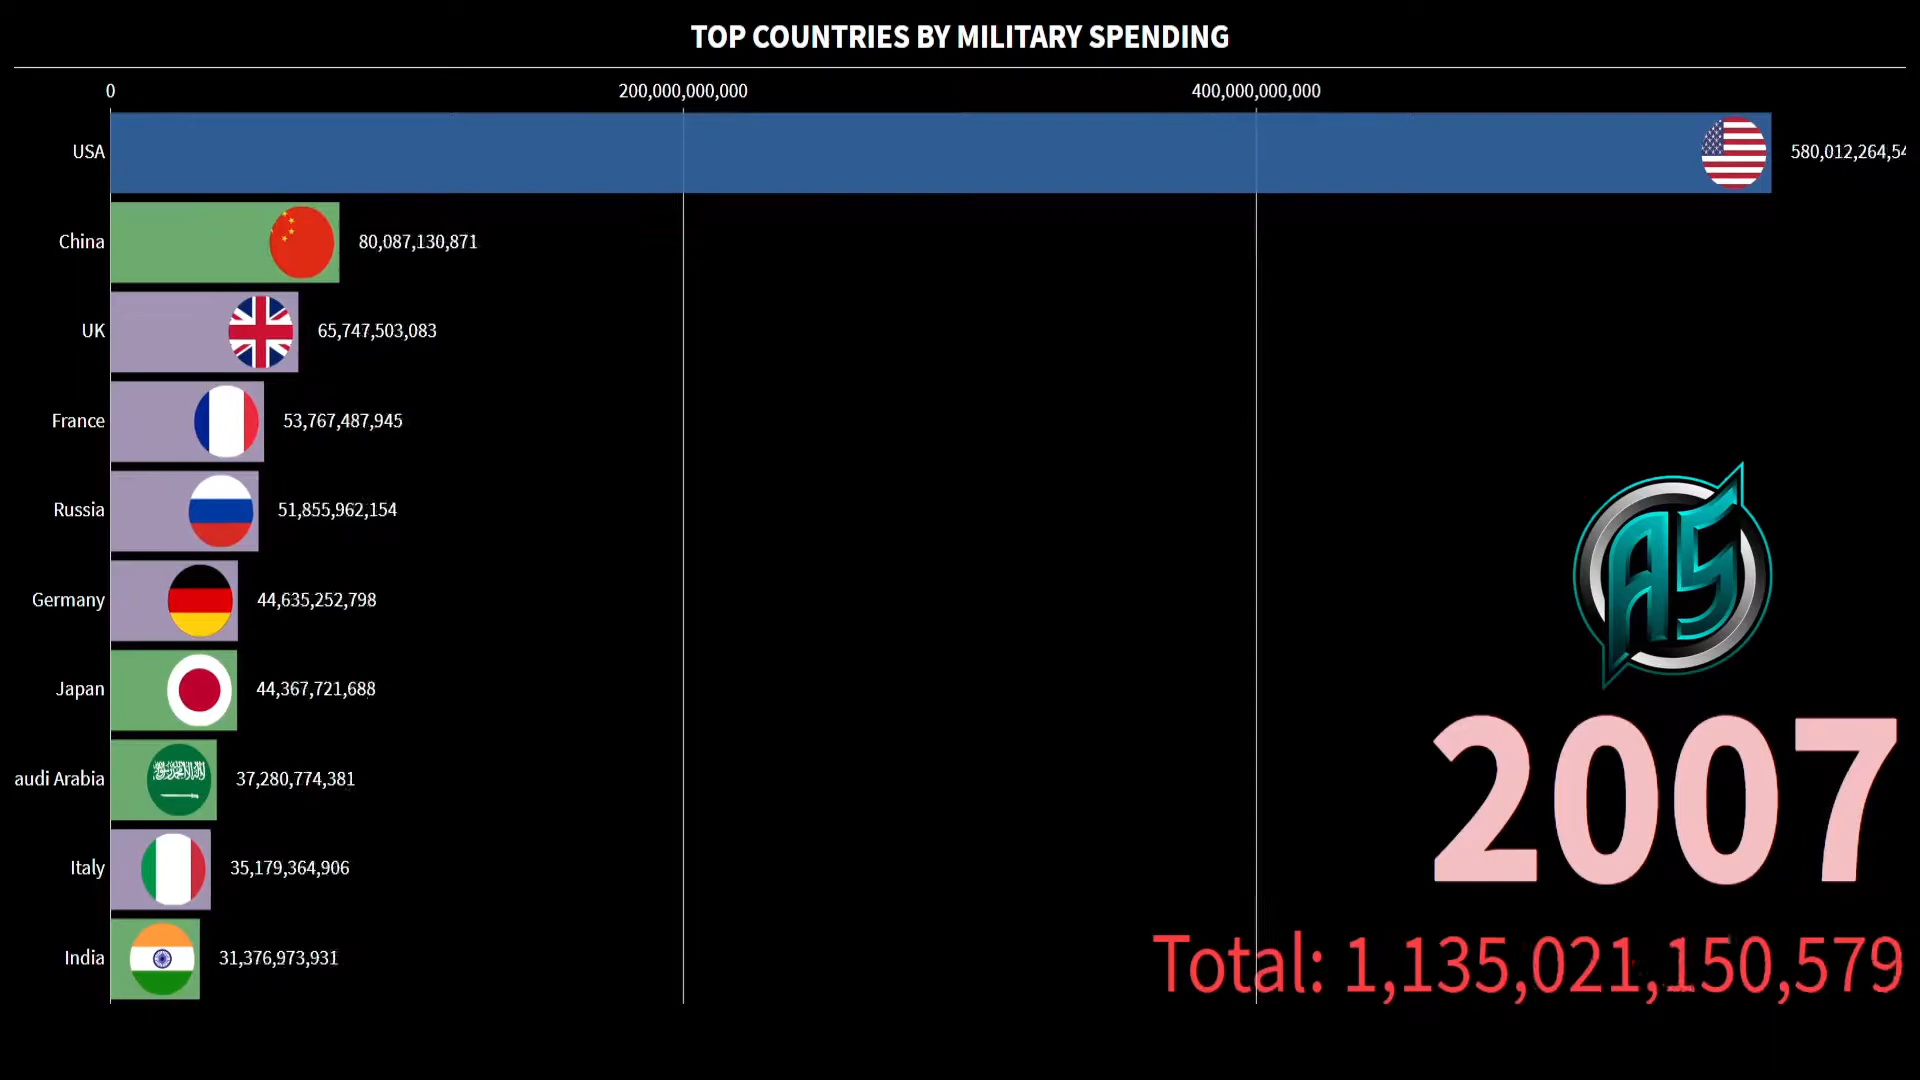 TOP COUNTRIES BY MILITARY SPENDING
0 200,000,000,000 400,000,000,000
USA 580,012,264,54
China 80,087,130,871
UK 65,747,503,083
France 53,767,487,945
Russia 51,855,962,154
Germany 44,635,252,798
Japan 44,367,721,688
audi Arabia 37,280,774,381
Italy 35,179,364,906
India 31,376,973,931
A5
2007
Total: 1,135,021,150,579